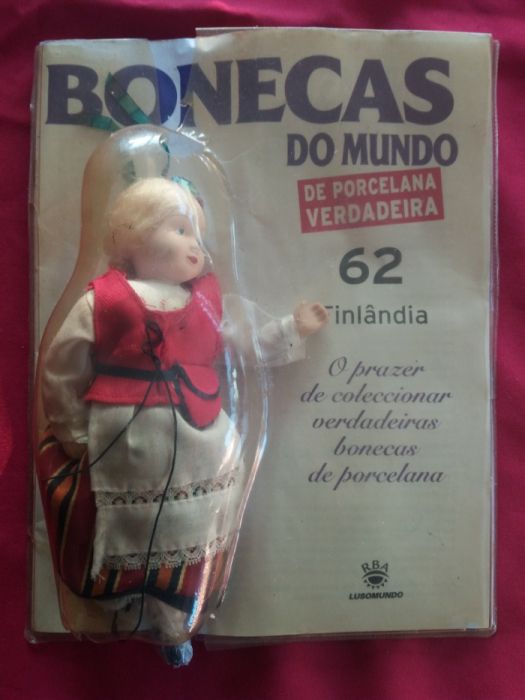 BONECAS
DO MUNDO
DE PORCELANA
VERDADEIRA
62
Finlândia
O prazer
de coleccionar
verdadeiras
bonecas
de porcelana
RBA
LUSOMUNDO